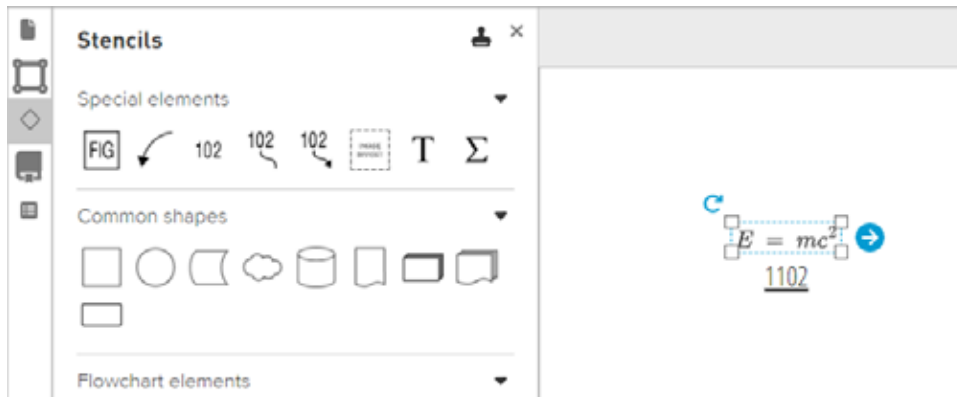 Stencils
Special elements
FIG 102 102 102 T Σ
Common shapes
E = mc²
1102
Flowchart elements